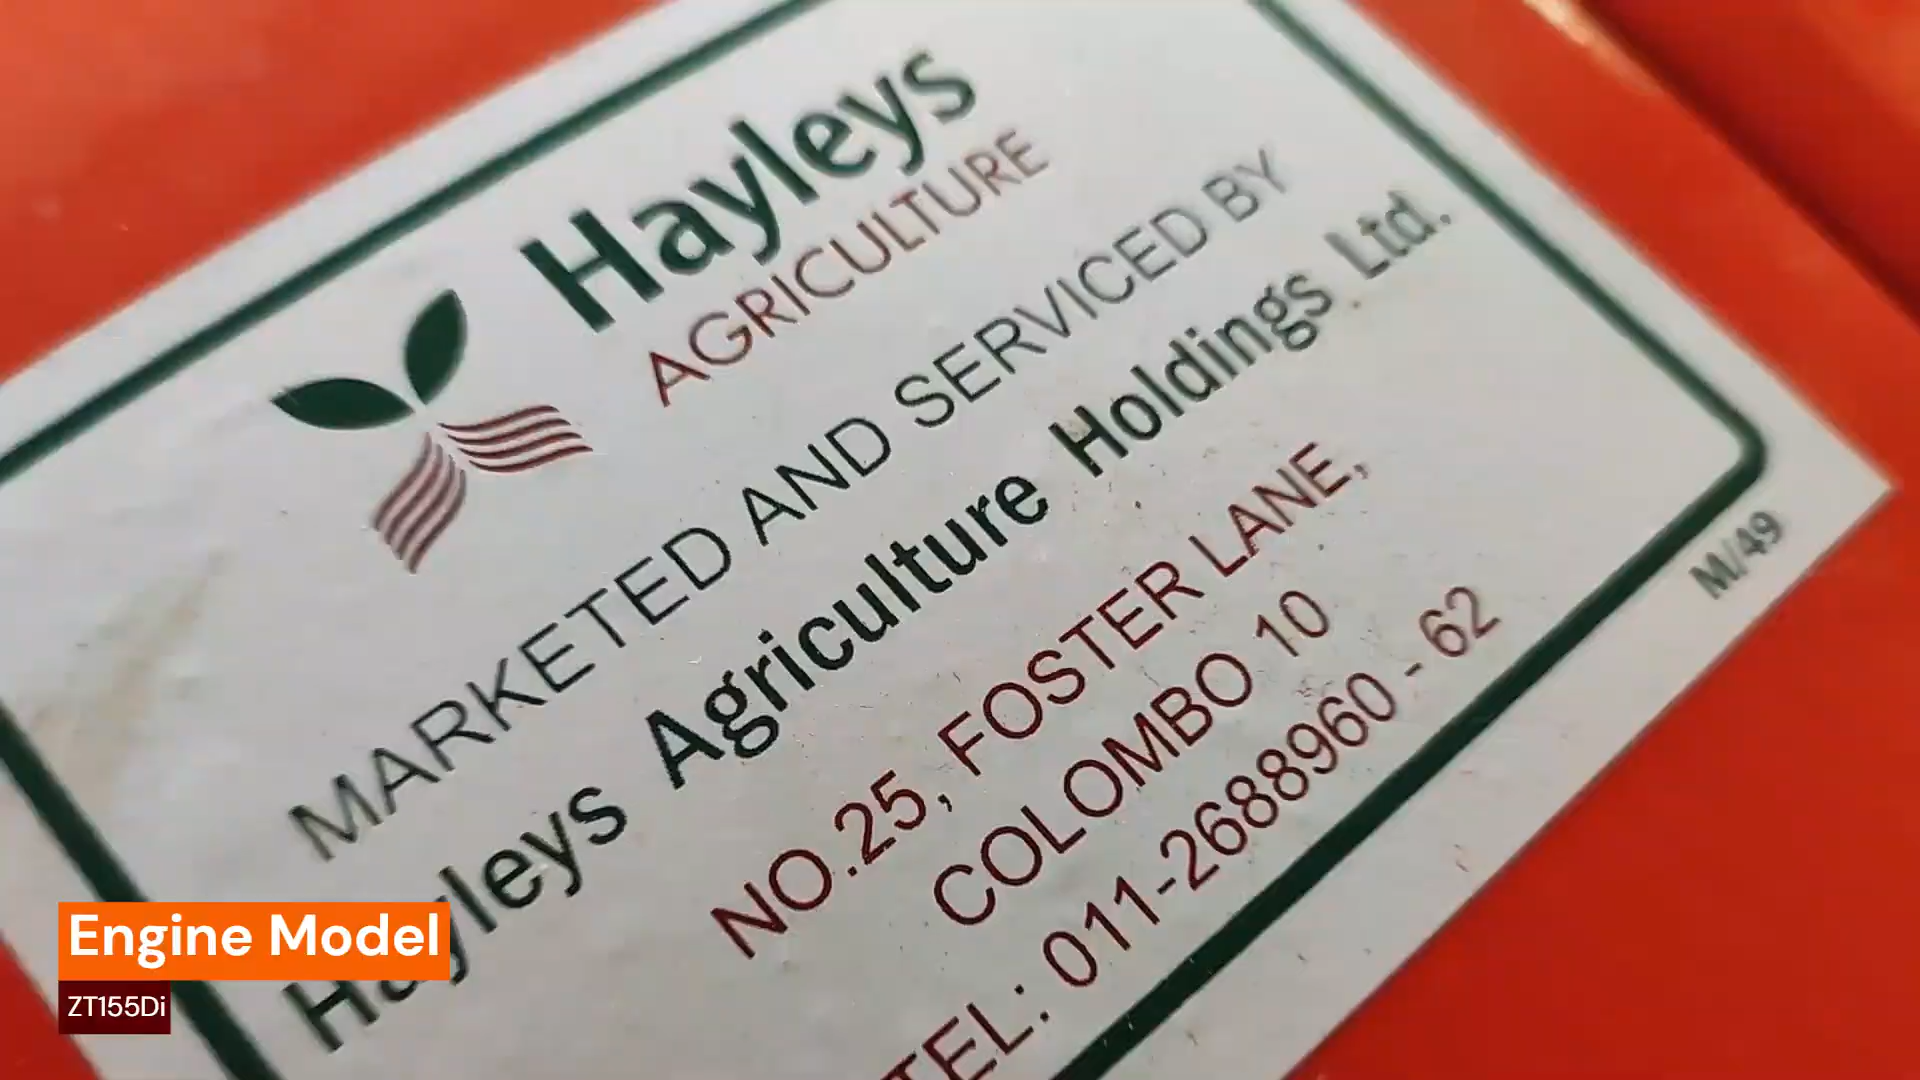 Hayleys
AGRICULTURE
MARKETED AND SERVICED BY
Hayleys Agriculture Holdings Ltd.
NO.25, FOSTER LANE,
COLOMBO 10
TEL: 011-2688960 - 62
M/49
Engine Model
ZT155Di